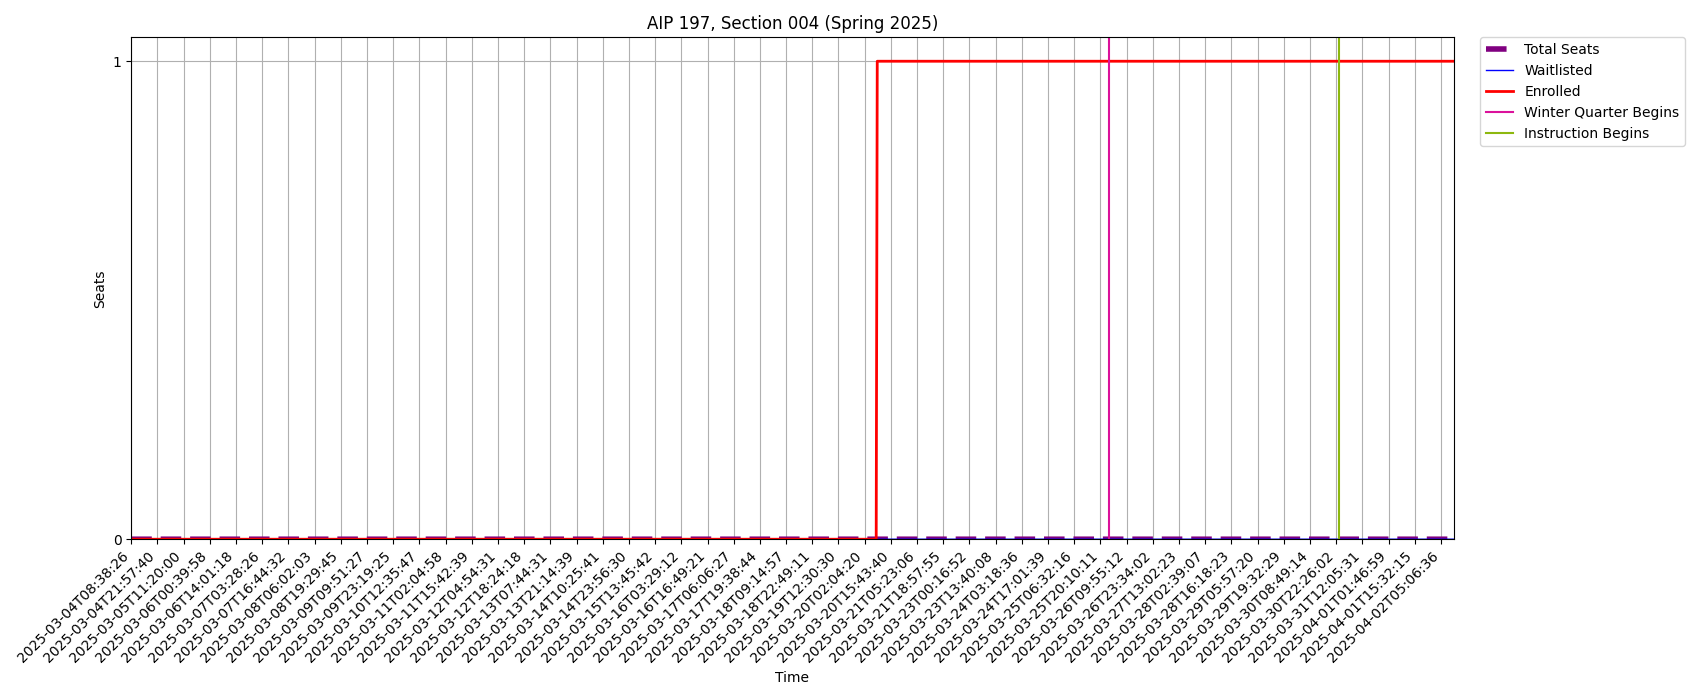 AIP 197, Section 004 (Spring 2025)
Total Seats
Waitlisted
Enrolled
Winter Quarter Begins
Instruction Begins
1
0
Seats
2025-03-04T08:38:26
2025-03-04T21:57:40
2025-03-05T11:20:00
2025-03-06T00:39:58
2025-03-06T14:01:18
2025-03-07T03:28:26
2025-03-07T16:44:32
2025-03-08T06:02:03
2025-03-08T19:29:45
2025-03-09T09:51:27
2025-03-09T23:19:25
2025-03-10T12:35:47
2025-03-11T02:04:58
2025-03-11T15:42:39
2025-03-12T04:54:31
2025-03-12T18:24:18
2025-03-13T07:44:31
2025-03-13T21:14:39
2025-03-14T10:25:41
2025-03-14T23:56:30
2025-03-15T13:45:42
2025-03-16T03:29:12
2025-03-16T16:49:21
2025-03-17T06:06:27
2025-03-17T19:38:44
2025-03-18T09:14:57
2025-03-18T22:49:11
2025-03-19T12:30:30
2025-03-20T02:04:20
2025-03-20T15:43:40
2025-03-21T05:23:06
2025-03-21T18:57:55
2025-03-23T00:16:52
2025-03-23T13:40:08
2025-03-24T03:18:36
2025-03-24T17:01:39
2025-03-25T06:32:16
2025-03-25T20:10:11
2025-03-26T09:55:12
2025-03-26T23:34:02
2025-03-27T13:02:23
2025-03-28T02:39:07
2025-03-28T16:18:23
2025-03-29T05:57:20
2025-03-29T19:32:29
2025-03-30T08:49:14
2025-03-30T22:26:02
2025-03-31T12:05:31
2025-04-01T01:46:59
2025-04-01T15:32:15
2025-04-02T05:06:36
Time